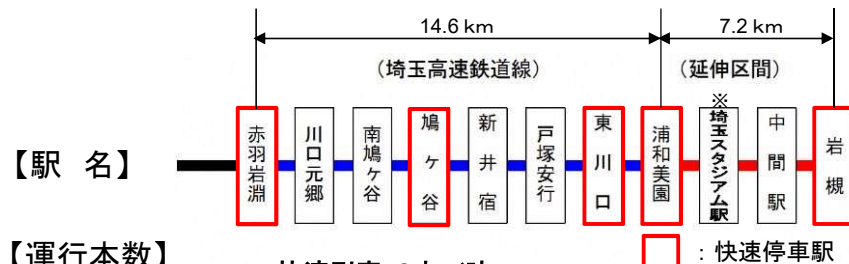 14.6 km 7.2 km
（埼玉高速鉄道線） （延伸区間）
【駅 名】
赤羽岩淵
川口元郷
南鳩ヶ谷
鳩ヶ谷
新井宿
戸塚安行
東川口
浦和美園
※埼玉スタジアム駅
中間駅
岩槻
【運行本数】
：快速停車駅